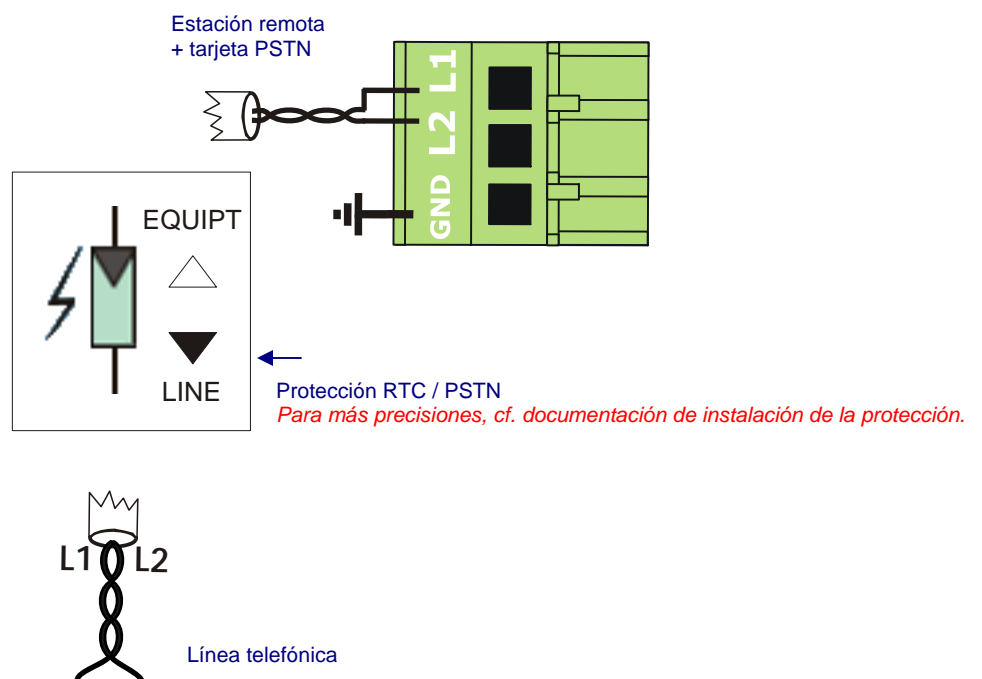 Estación remota
+ tarjeta PSTN
L1
L2
GND
EQUIPT
LINE
Protección RTC / PSTN
Para más precisiones, cf. documentación de instalación de la protección.
L1 L2
Línea telefónica